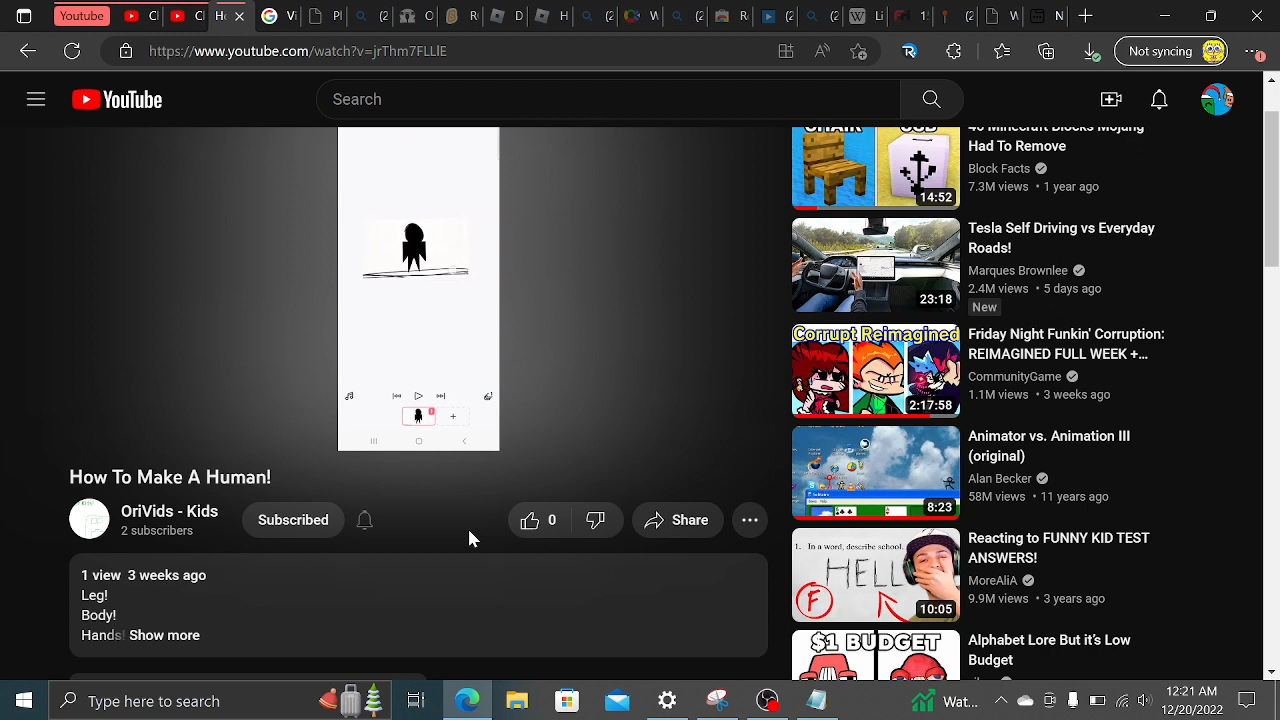 Youtube
https://www.youtube.com/watch?v=jrThm7FLLlE
Not syncing
YouTube
Search
CHAIR
46 Minecraft Blocks Mojang
Had To Remove
Block Facts
7.3M views • 1 year ago
14:52
Tesla Self Driving vs Everyday
Roads!
Marques Brownlee
2.4M views • 5 days ago
New
23:18
Corrupt Reimagined
Friday Night Funkin' Corruption:
REIMAGINED FULL WEEK +...
CommunityGame
1.1M views • 3 weeks ago
2:17:58
Animator vs. Animation III
(original)
Alan Becker
58M views • 11 years ago
8:23
1. In a word, describe school.
HELL
F
Reacting to FUNNY KID TEST
ANSWERS!
MoreAliA
9.9M views • 3 years ago
10:05
$1 BUDGET
Alphabet Lore But it's Low
Budget
How To Make A Human!
OriVids - Kids
2 subscribers
Subscribed
0
Share
1 view 3 weeks ago
Leg!
Body!
Hands! Show more
Type here to search
Wat...
12:21 AM
12/20/2022